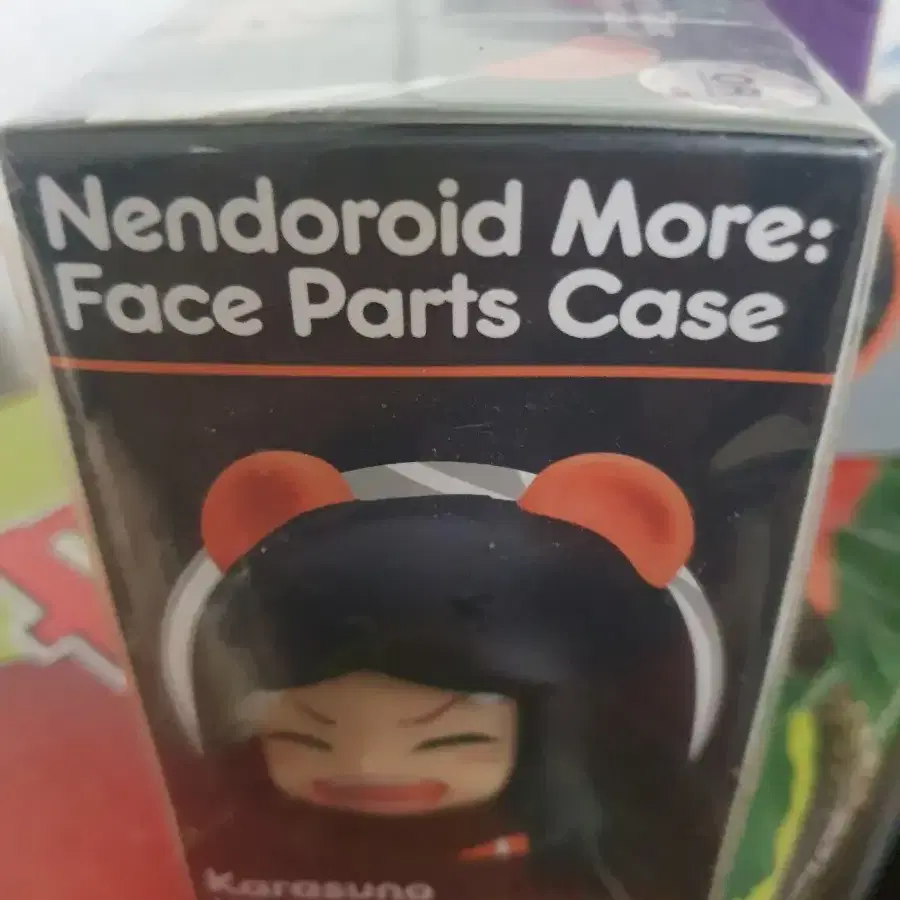 Nendoroid More:
Face Parts Case
Karasuno